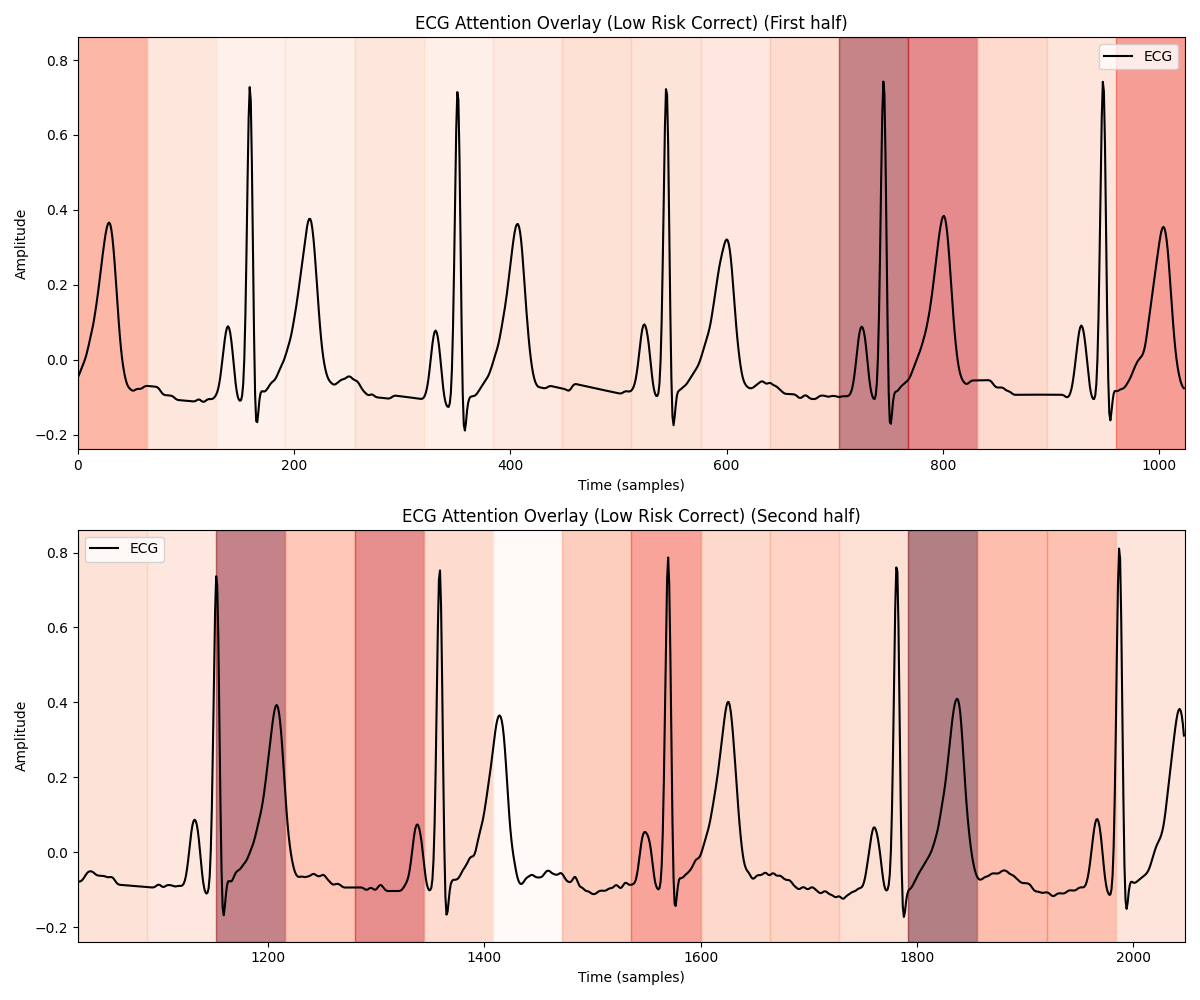 ECG Attention Overlay (Low Risk Correct) (First half)
ECG
0.8
0.6
0.4
0.2
0.0
−0.2
Amplitude
0 200 400 600 800 1000
Time (samples)
ECG Attention Overlay (Low Risk Correct) (Second half)
ECG
0.8
0.6
0.4
0.2
0.0
−0.2
Amplitude
1200 1400 1600 1800 2000
Time (samples)